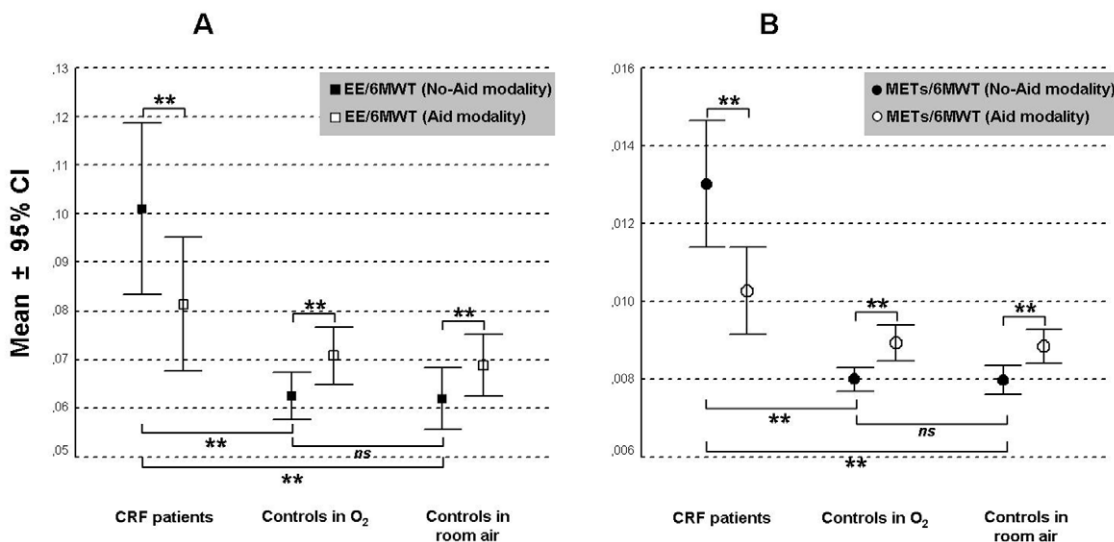 A
B
Mean ± 95% CI
,13
,12
,11
,10
,09
,08
,07
,06
,05
EE/6MWT (No-Aid modality)
EE/6MWT (Aid modality)
**
**
**
**
ns
**
CRF patients
Controls in O₂
Controls in
room air
,016
,014
,012
,010
,008
,006
METs/6MWT (No-Aid modality)
METs/6MWT (Aid modality)
**
**
**
**
ns
**
CRF patients
Controls in O₂
Controls in
room air